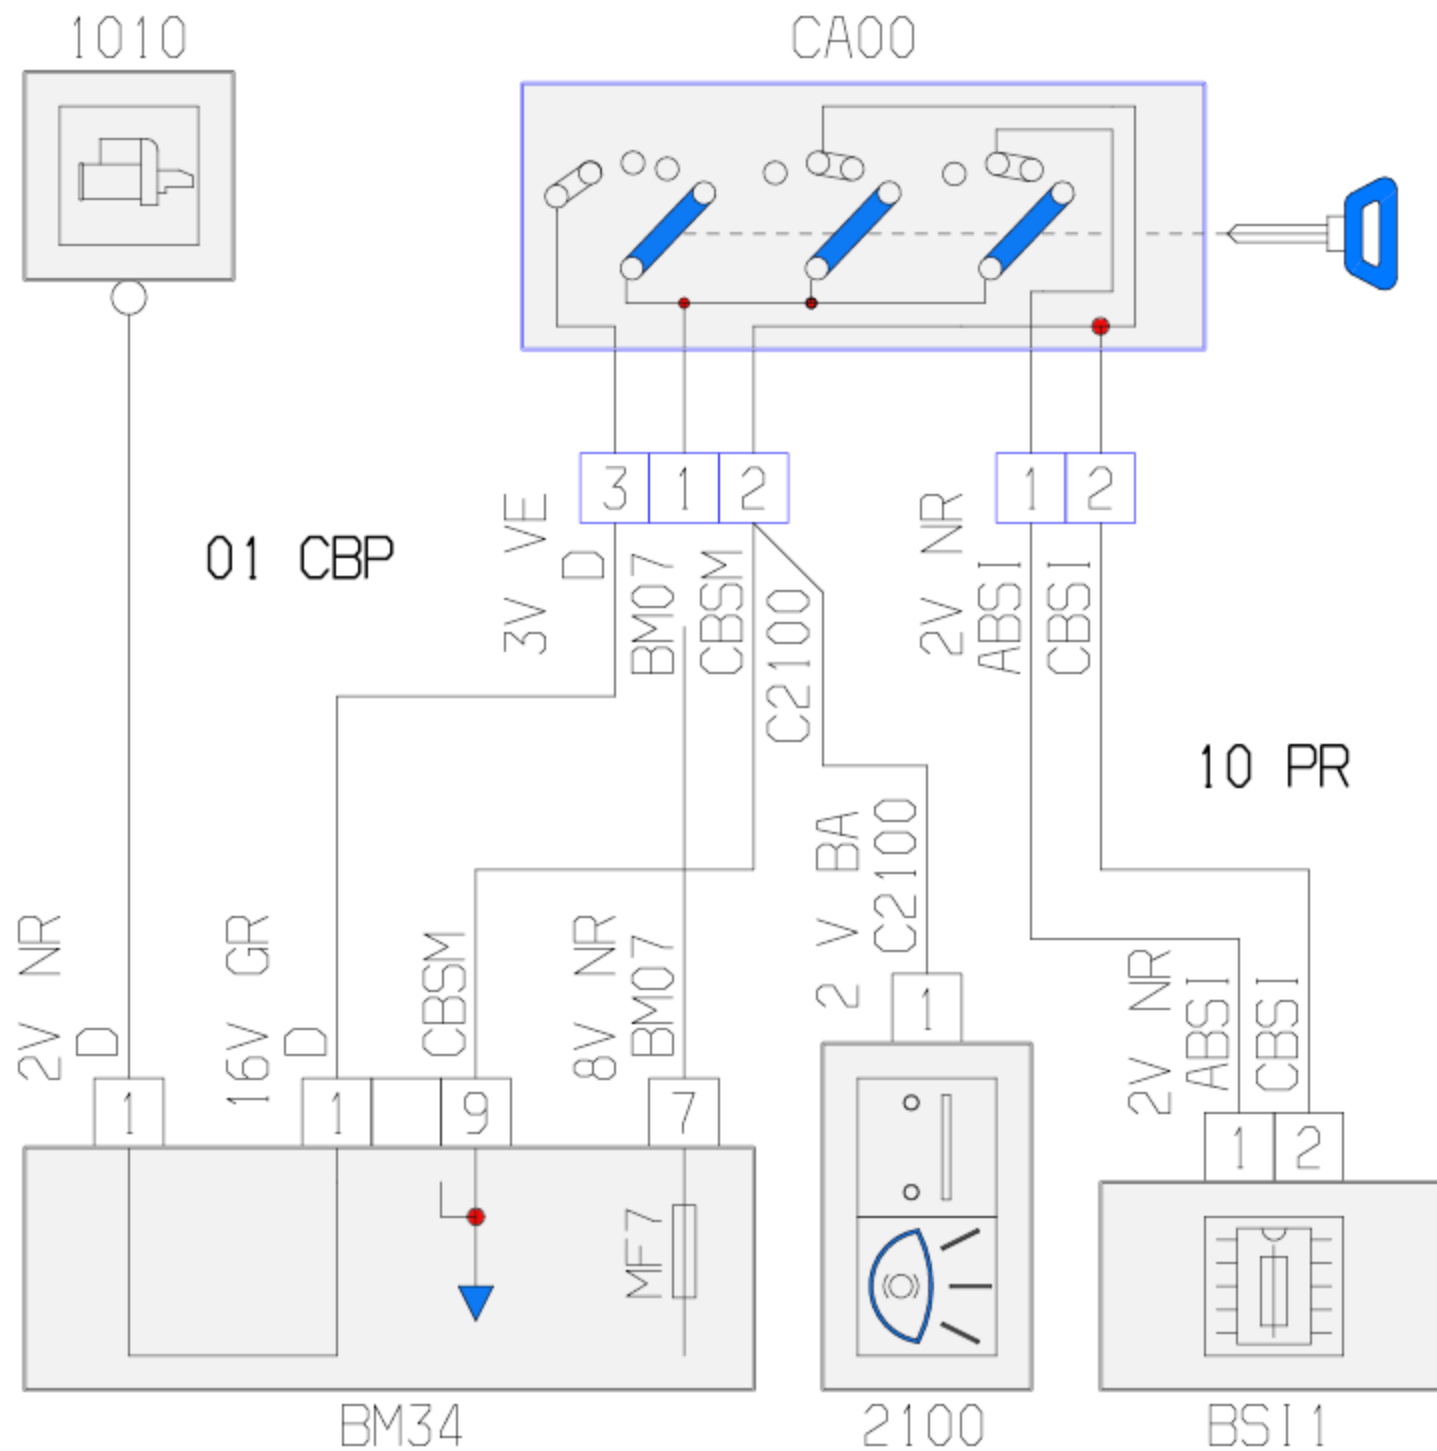 1010
CA00
3
1
2
1
2
3V VE
D
BM07
CBSM
C2100
2V NR
ABSI
CBSI
01 CBP
10 PR
2V NR
D
16V GR
D
CBSM
8V NR
BM07
2 V BA
C2100
2V NR
ABSI
CBSI
1
1
1
9
7
1
2
MF7
BM34
2100
BSI1